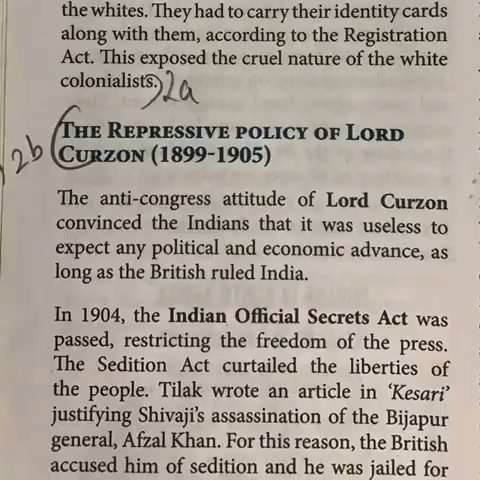 the whites. They had to carry their identity cards
along with them, according to the Registration
Act. This exposed the cruel nature of the white
colonialists. 2a
2b THE REPRESSIVE POLICY OF LORD
CURZON (1899-1905)
The anti-congress attitude of Lord Curzon
convinced the Indians that it was useless to
expect any political and economic advance, as
long as the British ruled India.
In 1904, the Indian Official Secrets Act was
passed, restricting the freedom of the press.
The Sedition Act curtailed the liberties of
the people. Tilak wrote an article in 'Kesari'
justifying Shivaji's assassination of the Bijapur
general, Afzal Khan. For this reason, the British
accused him of sedition and he was jailed for